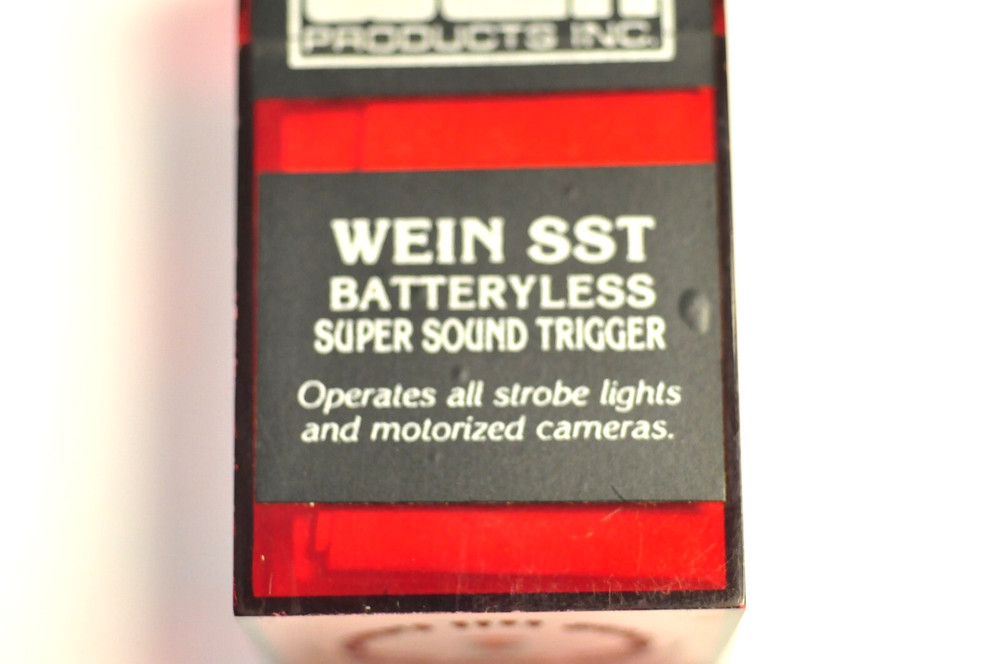 PRODUCTS INC.
WEIN SST
BATTERYLESS
SUPER SOUND TRIGGER
Operates all strobe lights
and motorized cameras.